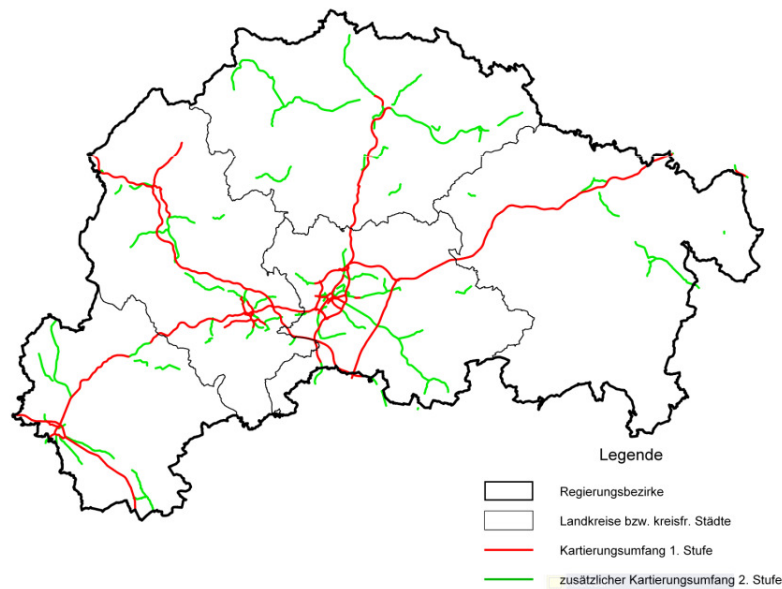 Legende
Regierungsbezirke
Landkreise bzw. kreisfr. Städte
Kartierungsumfang 1. Stufe
zusätzlicher Kartierungsumfang 2. Stufe